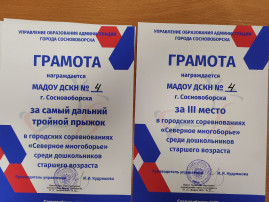 УПРАВЛЕНИЕ ОБРАЗОВАНИЯ АДМИНИСТРАЦИИ
ГОРОДА СОСНОВОБОРСКА
ГРАМОТА
награждается
МАДОУ ДСКН № 4
г. Сосновоборска
за самый дальний
тройной прыжок
в городских соревнованиях
«Северное многоборье»
среди дошкольников
старшего возраста
УПРАВЛЕНИЕ ОБРАЗОВАНИЯ АДМИНИСТРАЦИИ
ГОРОДА СОСНОВОБОРСКА
ГРАМОТА
награждается
МАДОУ ДСКН № 4
г. Сосновоборска
за III место
в городских соревнованиях
«Северное многоборье»
среди дошкольников
старшего возраста